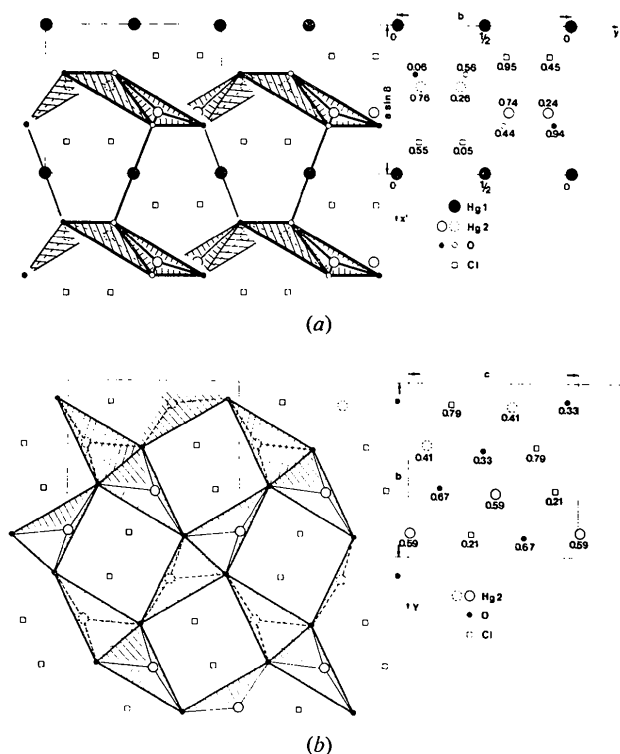 b
y
0
1/2
0
0.06
0.56
0.95
0.45
0.76
0.26
a sin β
0.74
0.24
0.44
0.94
0.55
0.05
0
1/2
0
x'
Hg 1
Hg 2
O
Cl
(a)
c
0.79
0.41
0.33
0.41
0.33
0.79
b
0.67
0.59
0.21
0.59
0.21
0.67
0.59
Y
Hg 2
O
Cl
(b)